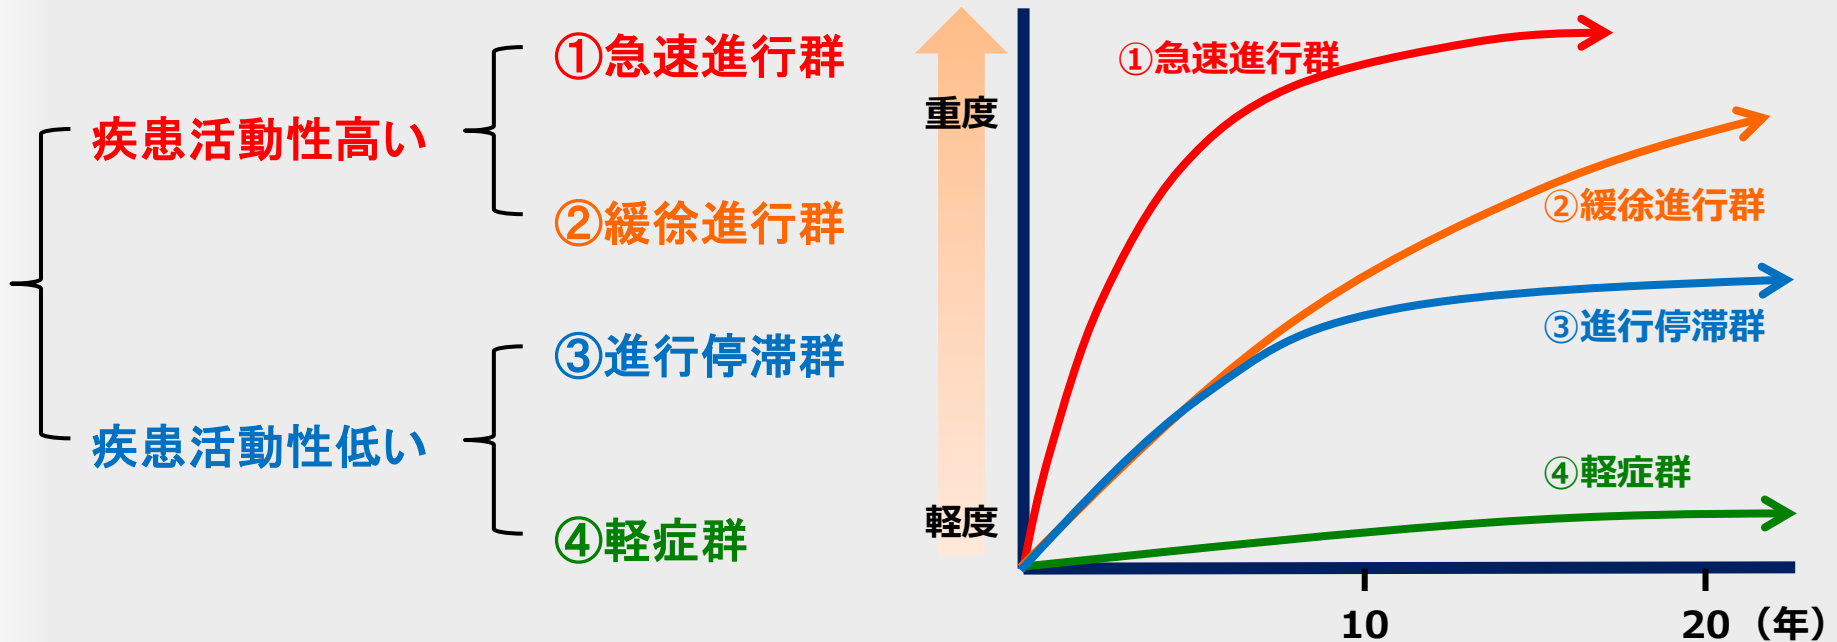 疾患活動性高い
①急速進行群
②緩徐進行群
疾患活動性低い
③進行停滞群
④軽症群
重度
軽度
①急速進行群
②緩徐進行群
③進行停滞群
④軽症群
10
20（年）